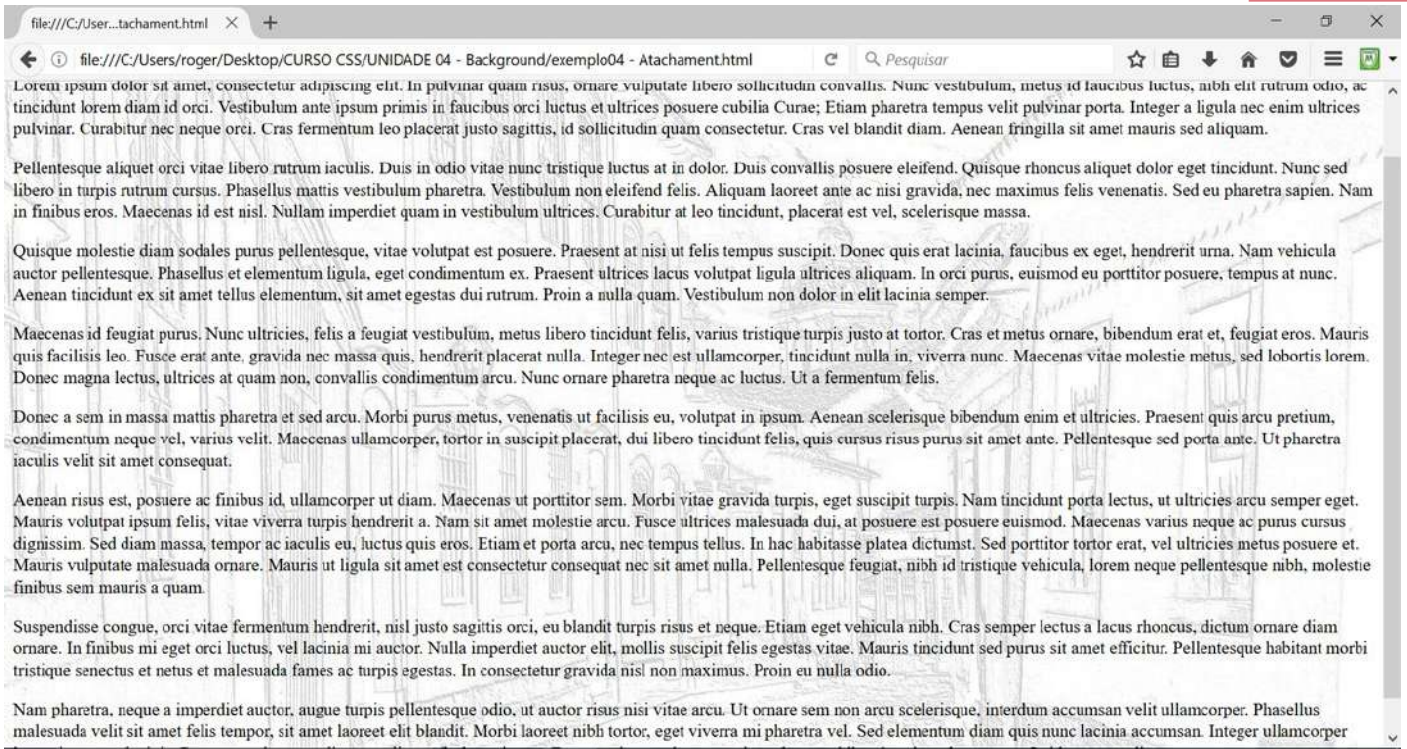 file:///C:/User...tachament.html
file:///C:/Users/roger/Desktop/CURSO CSS/UNIDADE 04 - Background/exemplo04 - Atachament.html
Pesquisar
Lorem ipsum dolor sit amet, consectetur adipiscing elit. In pulvinar quam risus, ornare vulputate libero sollicitudin convallis. Nunc vestibulum, metus id faucibus luctus, nibh elit rutrum odio, ac
tincidunt lorem diam id orci. Vestibulum ante ipsum primis in faucibus orci luctus et ultrices posuere cubilia Curae; Etiam pharetra tempus velit pulvinar porta. Integer a ligula nec enim ultrices
pulvinar. Curabitur nec neque orci. Cras fermentum leo placerat justo sagittis, id sollicitudin quam consectetur. Cras vel blandit diam. Aenean fringilla sit amet mauris sed aliquam.
Pellentesque aliquet orci vitae libero rutrum iaculis. Duis in odio vitae nunc tristique luctus at in dolor. Duis convallis posuere eleifend. Quisque rhoncus aliquet dolor eget tincidunt. Nunc sed
libero in turpis rutrum cursus. Phasellus mattis vestibulum pharetra. Vestibulum non eleifend felis. Aliquam laoreet ante ac nisi gravida, nec maximus felis venenatis. Sed eu pharetra sapien. Nam
in finibus eros. Maecenas id est nisl. Nullam imperdiet quam in vestibulum ultrices. Curabitur at leo tincidunt, placerat est vel, scelerisque massa.
Quisque molestie diam sodales purus pellentesque, vitae volutpat est posuere. Praesent at nisi ut felis tempus suscipit. Donec quis erat lacinia, faucibus ex eget, hendrerit urna. Nam vehicula
auctor pellentesque. Phasellus et elementum ligula, eget condimentum ex. Praesent ultrices lacus volutpat ligula ultrices aliquam. In orci purus, euismod eu porttitor posuere, tempus at nunc.
Aenean tincidunt ex sit amet tellus elementum, sit amet egestas dui rutrum. Proin a nulla quam. Vestibulum non dolor in elit lacinia semper.
Maecenas id feugiat purus. Nunc ultricies, felis a feugiat vestibulum, metus libero tincidunt felis, varius tristique turpis justo at tortor. Cras et metus ornare, bibendum erat et, feugiat eros. Mauris
quis facilisis leo. Fusce erat ante, gravida nec massa quis, hendrerit placerat nulla. Integer nec est ullamcorper, tincidunt nulla in, viverra nunc. Maecenas vitae molestie metus, sed lobortis lorem.
Donec magna lectus, ultrices at quam non, convallis condimentum arcu. Nunc ornare pharetra neque ac luctus. Ut a fermentum felis.
Donec a sem in massa mattis pharetra et sed arcu. Morbi purus metus, venenatis ut facilisis eu, volutpat in ipsum. Aenean scelerisque bibendum enim et ultricies. Praesent quis arcu pretium,
condimentum neque vel, varius velit. Maecenas ullamcorper, tortor in suscipit placerat, dui libero tincidunt felis, quis cursus risus purus sit amet ante. Pellentesque sed porta ante. Ut pharetra
iaculis velit sit amet consequat.
Aenean risus est, posuere ac finibus id, ullamcorper ut diam. Maecenas ut porttitor sem. Morbi vitae gravida turpis, eget suscipit turpis. Nam tincidunt porta lectus, ut ultricies arcu semper eget.
Mauris volutpat ipsum felis, vitae viverra turpis hendrerit a. Nam sit amet molestie arcu. Fusce ultrices malesuada dui, at posuere est posuere euismod. Maecenas varius neque ac purus cursus
dignissim. Sed diam massa, tempor ac iaculis eu, luctus quis eros. Etiam et porta arcu, nec tempus tellus. In hac habitasse platea dictumst. Sed porttitor tortor erat, vel ultricies metus posuere et.
Mauris vulputate malesuada ornare. Mauris ut ligula sit amet est consectetur consequat nec sit amet nulla. Pellentesque feugiat, nibh id tristique vehicula, lorem neque pellentesque nibh, molestie
finibus sem mauris a quam.
Suspendisse congue, orci vitae fermentum hendrerit, nisl justo sagittis orci, eu blandit turpis risus et neque. Etiam eget vehicula nibh. Cras semper lectus a lacus rhoncus, dictum ornare diam
ornare. In finibus mi eget orci luctus, vel lacinia mi auctor. Nulla imperdiet auctor elit, mollis suscipit felis egestas vitae. Mauris tincidunt sed purus sit amet efficitur. Pellentesque habitant morbi
tristique senectus et netus et malesuada fames ac turpis egestas. In consectetur gravida nisl non maximus. Proin eu nulla odio.
Nam pharetra, neque a imperdiet auctor, augue turpis pellentesque odio, ut auctor risus nisi vitae arcu. Ut ornare sem non arcu scelerisque, interdum accumsan velit ullamcorper. Phasellus
malesuada velit sit amet felis tempor, sit amet laoreet elit blandit. Morbi laoreet nibh tortor, eget viverra mi pharetra vel. Sed elementum diam quis nunc lacinia accumsan. Integer ullamcorper